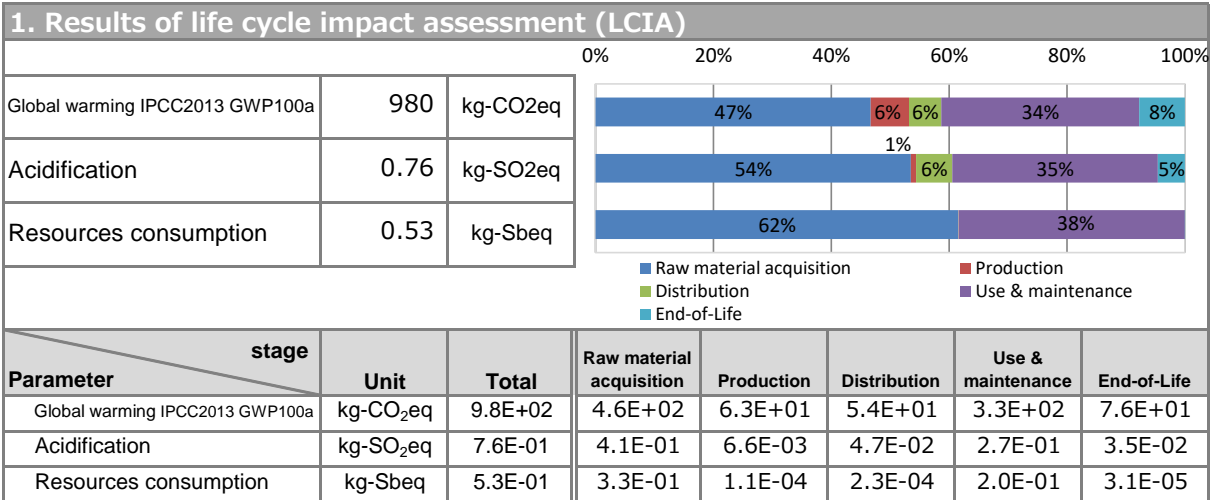 1. Results of life cycle impact assessment (LCIA)
0% 20% 40% 60% 80% 100%
Global warming IPCC2013 GWP100a 980 kg-CO2eq
47% 6% 6% 34% 8%
Acidification 0.76 kg-SO2eq
1%
54% 6% 35% 5%
Resources consumption 0.53 kg-Sbeq
62% 38%
Raw material acquisition Production
Distribution Use & maintenance
End-of-Life
stage
Parameter Unit Total Raw material acquisition Production Distribution Use & maintenance End-of-Life
Global warming IPCC2013 GWP100a kg-CO₂eq 9.8E+02 4.6E+02 6.3E+01 5.4E+01 3.3E+02 7.6E+01
Acidification kg-SO₂eq 7.6E-01 4.1E-01 6.6E-03 4.7E-02 2.7E-01 3.5E-02
Resources consumption kg-Sbeq 5.3E-01 3.3E-01 1.1E-04 2.3E-04 2.0E-01 3.1E-05